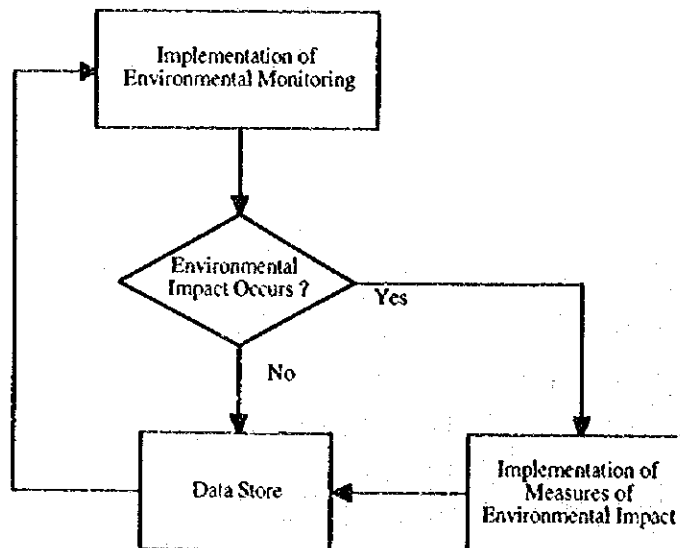 Implementation of
Environmental Monitoring
Environmental
Impact Occurs ?
Yes
No
Data Store
Implementation of
Measures of
Environmental Impact